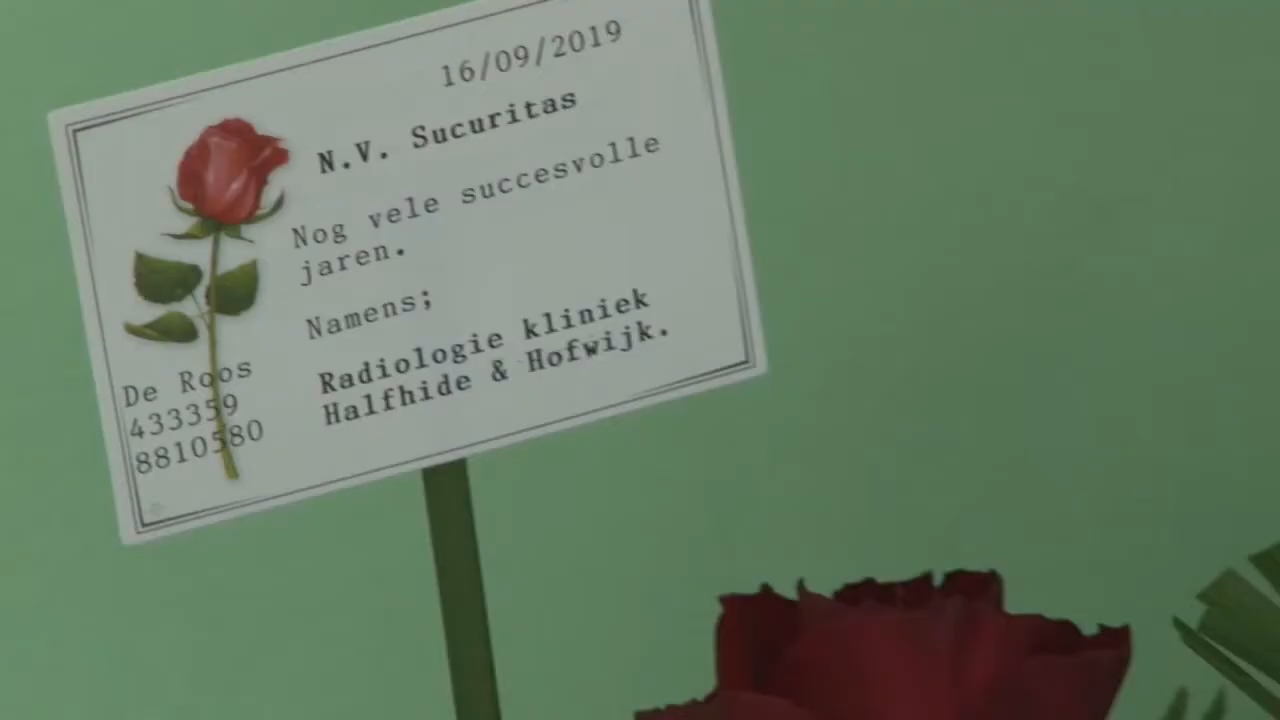 16/09/2019
N.V. Sucuritas
Nog vele succesvolle
jaren.
Namens;
Radiologie kliniek
Halfhide & Hofwijk.
De Roos
433359
8810580